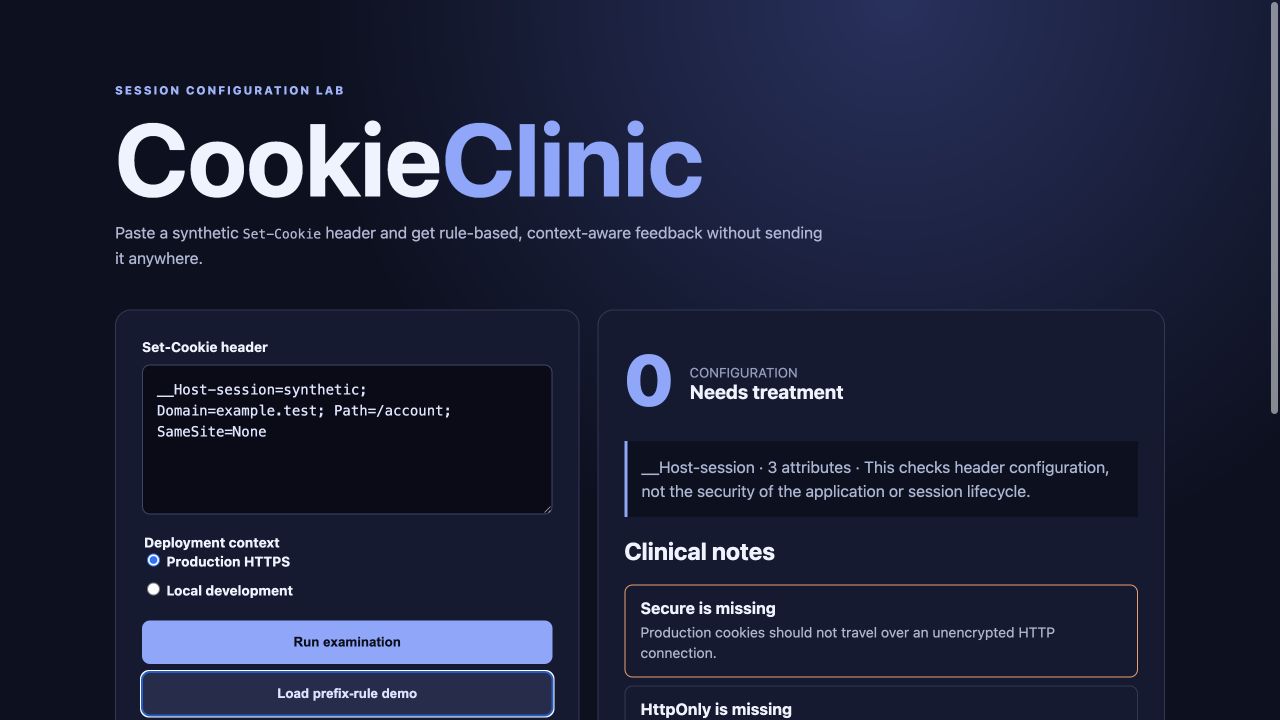 SESSION CONFIGURATION LAB
CookieClinic
Paste a synthetic Set-Cookie header and get rule-based, context-aware feedback without sending
it anywhere.
Set-Cookie header
__Host-session=synthetic;
Domain=example.test; Path=/account;
SameSite=None
Deployment context
Production HTTPS
Local development
Run examination
Load prefix-rule demo
0
CONFIGURATION
Needs treatment
__Host-session · 3 attributes · This checks header configuration,
not the security of the application or session lifecycle.
Clinical notes
Secure is missing
Production cookies should not travel over an unencrypted HTTP
connection.
HttpOnly is missing